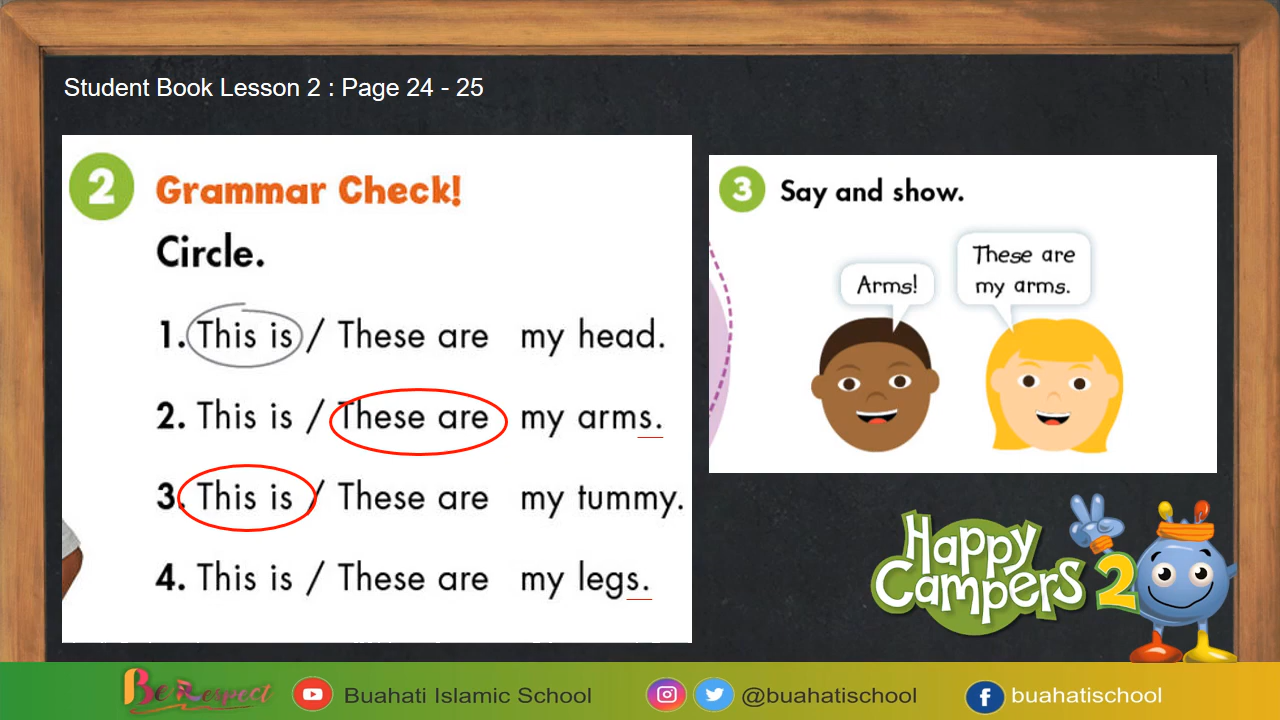 Student Book Lesson 2 : Page 24 - 25
2 Grammar Check!
Circle.
1. This is / These are my head.
2. This is / These are my arms.
3. This is / These are my tummy.
4. This is / These are my legs.
3 Say and show.
Arms!
These are
my arms.
Happy
Campers 2
Be Respect
Buahati Islamic School
@buahatischool
buahatischool